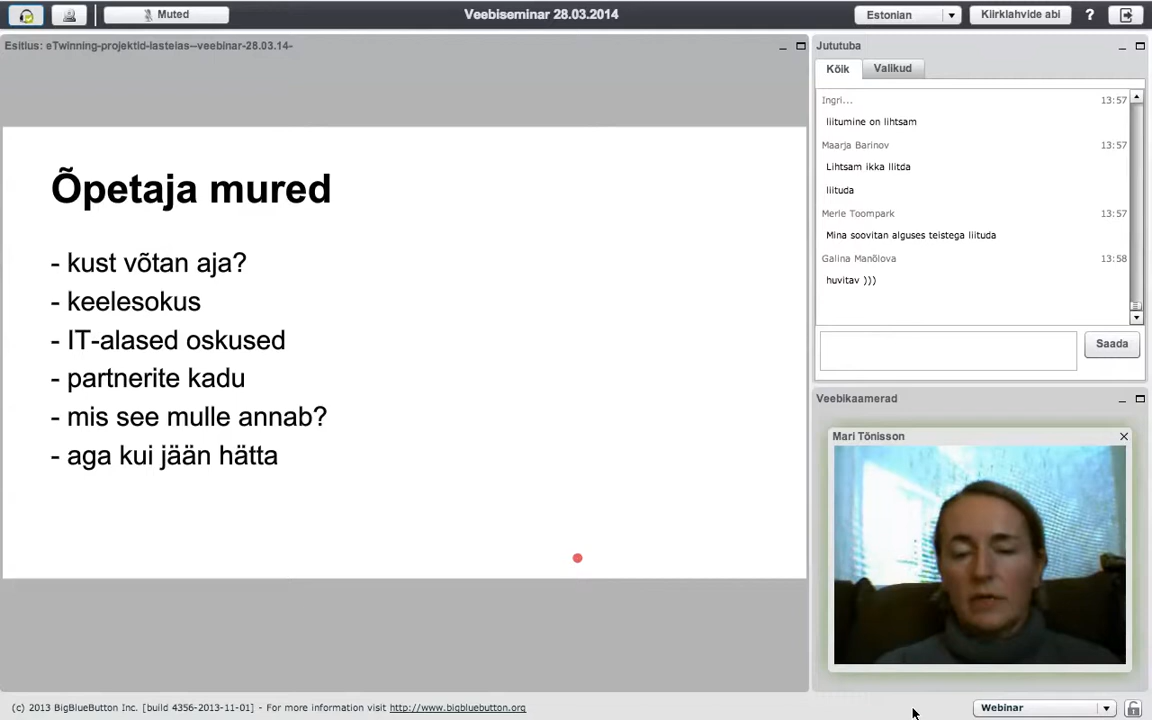 Muted
Veebiseminar 28.03.2014
Estonian
Kiirklahvide abi
?
Esitlus: eTwinning-projektid-lasteias--veebinar-28.03.14-
Õpetaja mured
- kust võtan aja?
- keelesokus
- IT-alased oskused
- partnerite kadu
- mis see mulle annab?
- aga kui jään hätta
Jututuba
Kõik
Valikud
Ingri...
13:57
liitumine on lihtsam
Maarja Barinov
13:57
Lihtsam ikka llitda
liituda
Merle Toompark
13:57
Mina soovitan alguses teistega liituda
Galina Manõlova
13:58
huvitav )))
Saada
Veebikaamerad
Mari Tõnisson
(c) 2013 BigBlueButton Inc. [build 4356-2013-11-01] - For more information visit http://www.bigbluebutton.org
Webinar